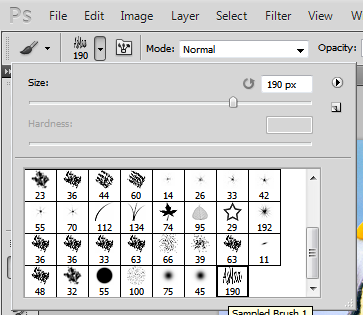 Ps File Edit Image Layer Select Filter View W
190 Mode: Normal Opacity:
Size: 190 px
Hardness:
23 36 44 60 14 26 33 42
55 70 112 134 74 95 29 192
36 36 33 63 66 39 63 11
48 32 55 100 75 45 190
Sampled Brush 1